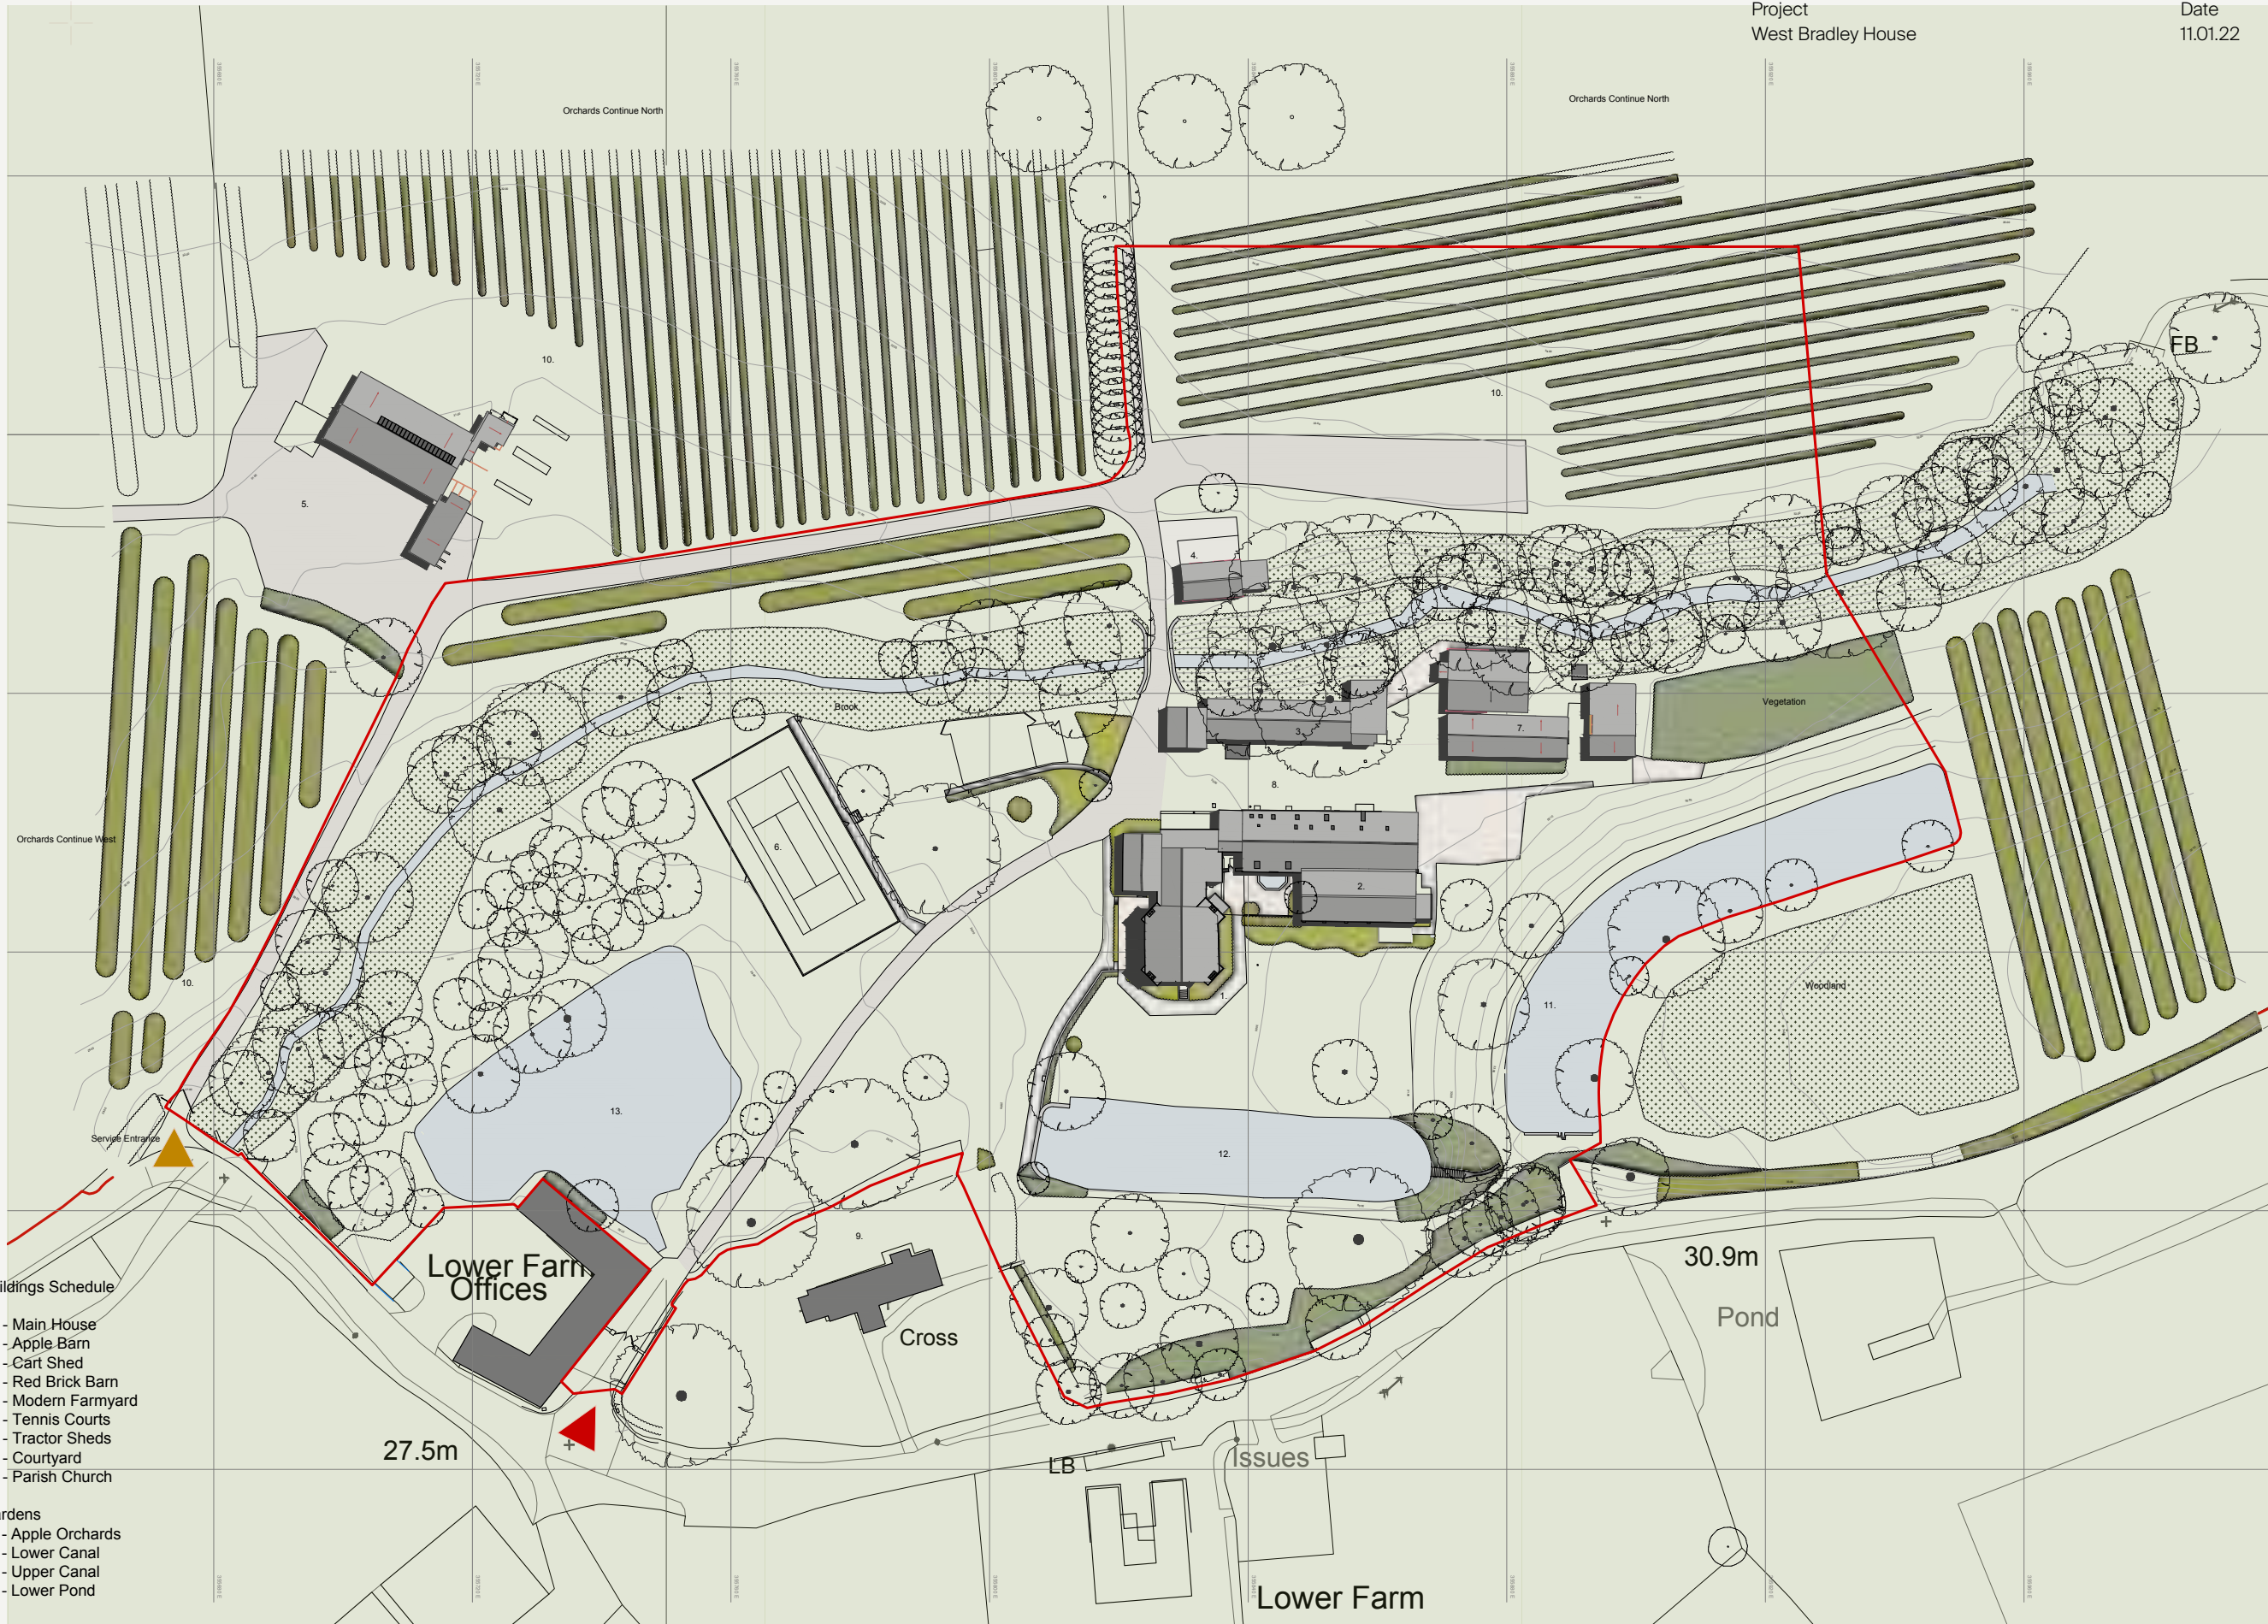 Project
West Bradley House
Date
11.01.22
Orchards Continue North
Orchards Continue North
FB
10.
10.
5.
4.
Vegetation
Brook
3.
7.
8.
Orchards Continue West
6.
2.
10.
1.
11.
Woodland
13.
Service Entrance
12.
9.
Lower Farm
Offices
Cross
30.9m
Pond
ildings Schedule
- Main House
- Apple Barn
- Cart Shed
- Red Brick Barn
- Modern Farmyard
- Tennis Courts
- Tractor Sheds
- Courtyard
- Parish Church
27.5m
LB
Issues
rdens
- Apple Orchards
- Lower Canal
- Upper Canal
- Lower Pond
Lower Farm